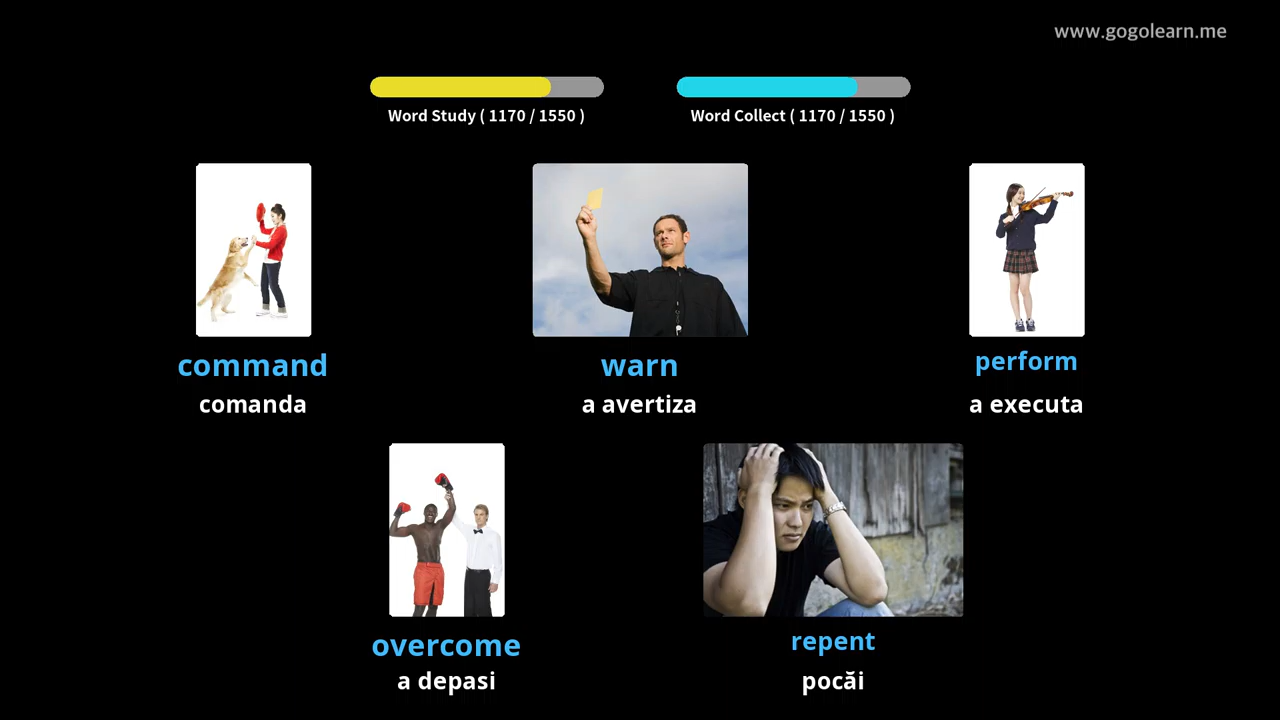 www.gogolearn.me
Word Study ( 1170 / 1550 )
Word Collect ( 1170 / 1550 )
command
comanda
warn
a avertiza
perform
a executa
overcome
a depasi
repent
pocăi